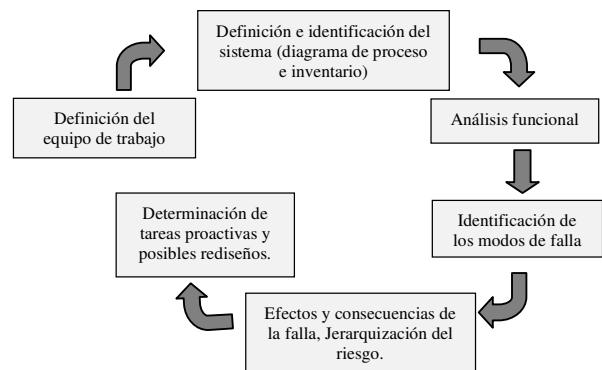 Definición del
equipo de trabajo
Definición e identificación del
sistema (diagrama de proceso
e inventario)
Análisis funcional
Identificación de
los modos de falla
Efectos y consecuencias de
la falla, Jerarquización del
riesgo.
Determinación de
tareas proactivas y
posibles rediseños.